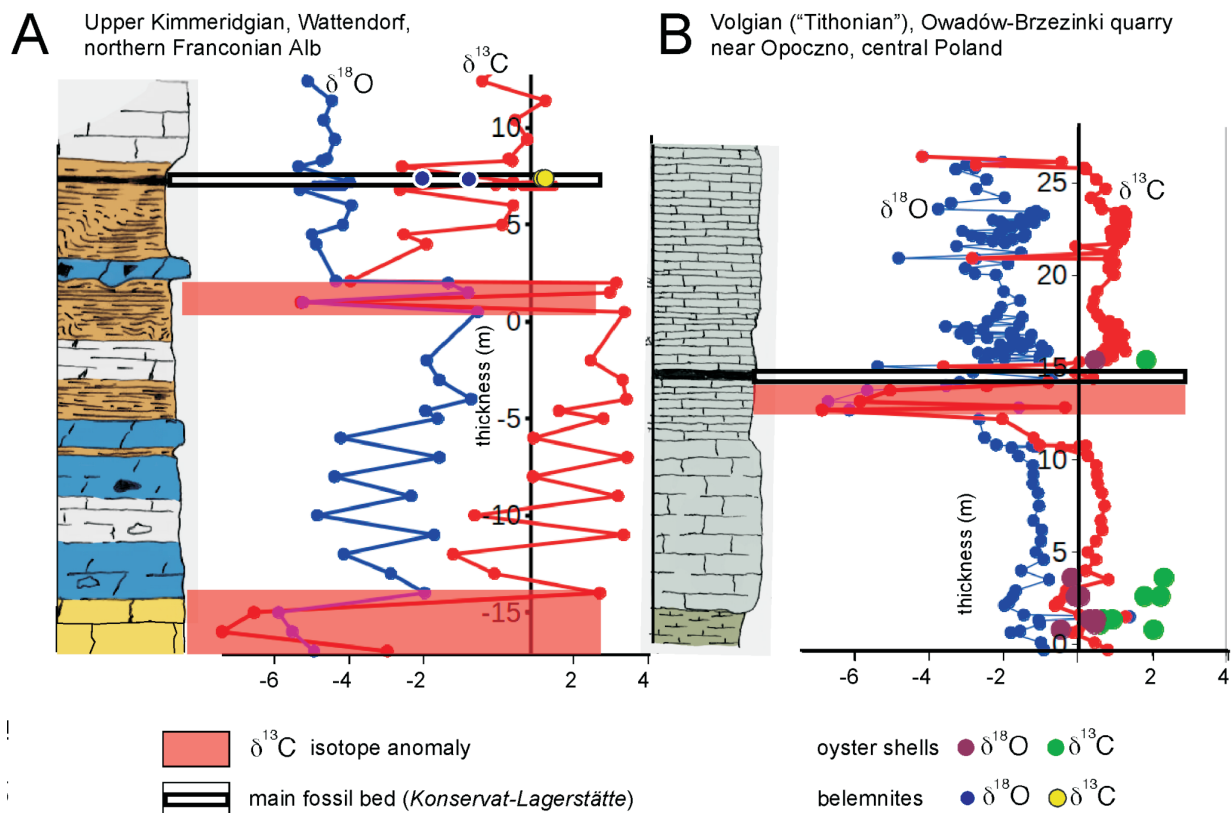 A
Upper Kimmeridgian, Wattendorf,
northern Franconian Alb
δ18O
δ13C
10
5
0
-5
-10
-15
thickness (m)
-6 -4 -2 2 4
B
Volgian (“Tithonian”), Owadów-Brzezinki quarry
near Opoczno, central Poland
δ18O
δ13C
25
20
15
10
5
0
thickness (m)
-6 -4 -2 0 2 4
δ13C isotope anomaly
main fossil bed (Konservat-Lagerstätte)
oyster shells δ18O δ13C
belemnites δ18O δ13C